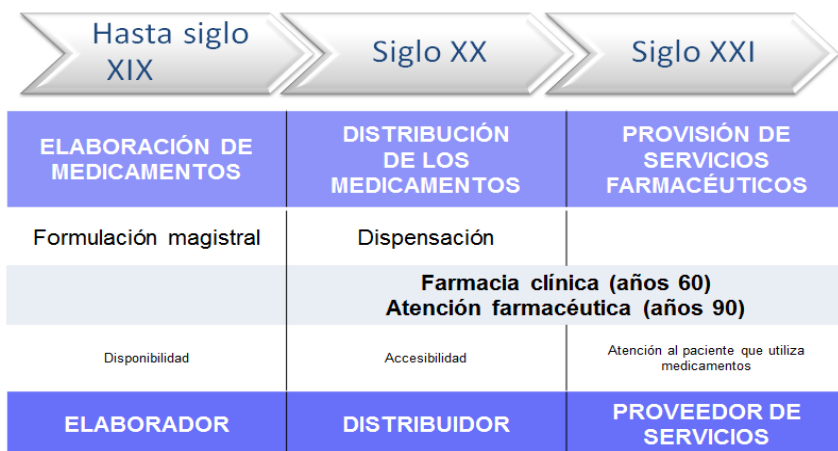 Hasta siglo
XIX
Siglo XX
Siglo XXI
ELABORACIÓN DE
MEDICAMENTOS
DISTRIBUCIÓN
DE LOS
MEDICAMENTOS
PROVISIÓN DE
SERVICIOS
FARMACÉUTICOS
Formulación magistral
Dispensación
Farmacia clínica (años 60)
Atención farmacéutica (años 90)
Disponibilidad
Accesibilidad
Atención al paciente que utiliza
medicamentos
ELABORADOR
DISTRIBUIDOR
PROVEEDOR DE
SERVICIOS